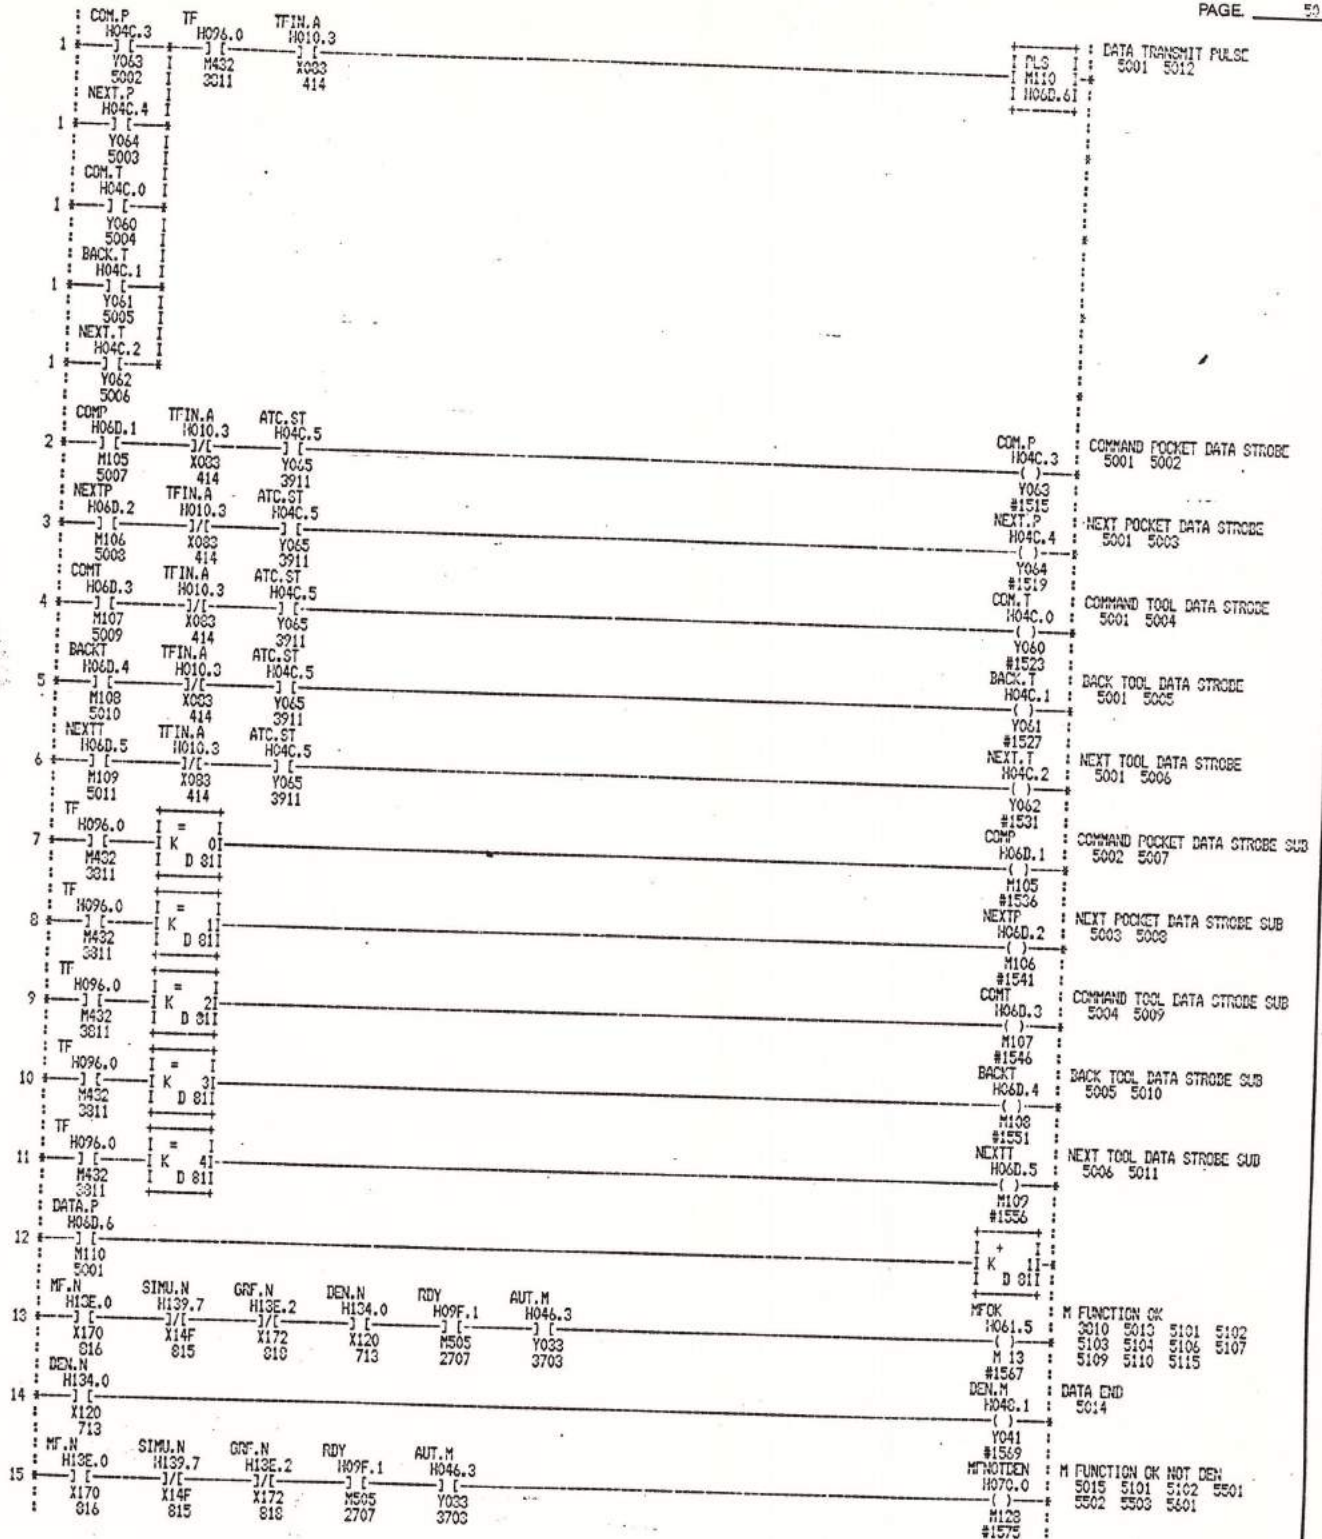 PAGE. 50
COM.P TF TFIN.A
H04C.3 H096.0 H010.3
1 ] [ ] [ ] [ PLS DATA TRANSMIT PULSE
Y063 M432 X083 M110 5001 5012
5002 3811 414 H06D.6
NEXT.P
H04C.4
1 ] [
Y064
5003
COM.T
H04C.0
1 ] [
Y060
5004
BACK.T
H04C.1
1 ] [
Y061
5005
NEXT.T
H04C.2
1 ] [
Y062
5006
COMP TFIN.A ATC.ST COM.P
H06D.1 H010.3 H04C.5 H04C.3 COMMAND POCKET DATA STROBE
2 ] [ ]/[ ] [ ( ) 5001 5002
M105 X083 Y065 Y063
5007 414 3911 #1515
NEXTP TFIN.A ATC.ST NEXT.P
H06D.2 H010.3 H04C.5 H04C.4 NEXT POCKET DATA STROBE
3 ] [ ]/[ ] [ ( ) 5001 5003
M106 X083 Y065 Y064
5008 414 3911 #1519
COMT TFIN.A ATC.ST COM.T
H06D.3 H010.3 H04C.5 H04C.0 COMMAND TOOL DATA STROBE
4 ] [ ]/[ ] [ ( ) 5001 5004
M107 X083 Y065 Y060
5009 414 3911 #1523
BACKT TFIN.A ATC.ST BACK.T
H06D.4 H010.3 H04C.5 H04C.1 BACK TOOL DATA STROBE
5 ] [ ]/[ ] [ ( ) 5001 5005
M108 X083 Y065 Y061
5010 414 3911 #1527
NEXTT TFIN.A ATC.ST NEXT.T
H06D.5 H010.3 H04C.5 H04C.2 NEXT TOOL DATA STROBE
6 ] [ ]/[ ] [ ( ) 5001 5006
M109 X083 Y065 Y062
5011 414 3911 #1531
TF COMP
H096.0 = H06D.1 COMMAND POCKET DATA STROBE SUB
7 ] [ K 0 ( ) 5002 5007
M432 D 81 M105
3811 #1536
TF NEXTP
H096.0 = H06D.2 NEXT POCKET DATA STROBE SUB
8 ] [ K 1 ( ) 5003 5008
M432 D 81 M106
3811 #1541
TF COMT
H096.0 = H06D.3 COMMAND TOOL DATA STROBE SUB
9 ] [ K 2 ( ) 5004 5009
M432 D 81 M107
3811 #1546
TF BACKT
H096.0 = H06D.4 BACK TOOL DATA STROBE SUB
10 ] [ K 3 ( ) 5005 5010
M432 D 81 M108
3811 #1551
TF NEXTT
H096.0 = H06D.5 NEXT TOOL DATA STROBE SUB
11 ] [ K 4 ( ) 5006 5011
M432 D 81 M109
3811 #1556
DATA.P
H06D.6 +
12 ] [ K 1
M110 D 81
5001
MF.N SIMU.N GRF.N DEN.N RDY AUT.M MFOK M FUNCTION OK
H13E.0 H139.7 H13E.2 H134.0 H09F.1 H046.3 H061.5 3810 5013 5101 5102
13 ] [ ]/[ ]/[ ] [ ] [ ] [ ( ) 5103 5104 5106 5107
X170 X14F X172 X120 M505 Y033 M 13 5109 5110 5115
816 815 818 713 2707 3703 #1567
DEN.N DEN.M DATA END
H134.0 H048.1 5014
14 ] [ ( )
X120 Y041
713 #1569
MF.N SIMU.N GRF.N RDY AUT.M MFNOTDEN M FUNCTION OK NOT DEN
H13E.0 H139.7 H13E.2 H09F.1 H046.3 H070.0 5015 5101 5102 5501
15 ] [ ]/[ ]/[ ] [ ] [ ( ) 5502 5503 5601
X170 X14F X172 M505 Y033 M128
816 815 818 2707 3703 #1575